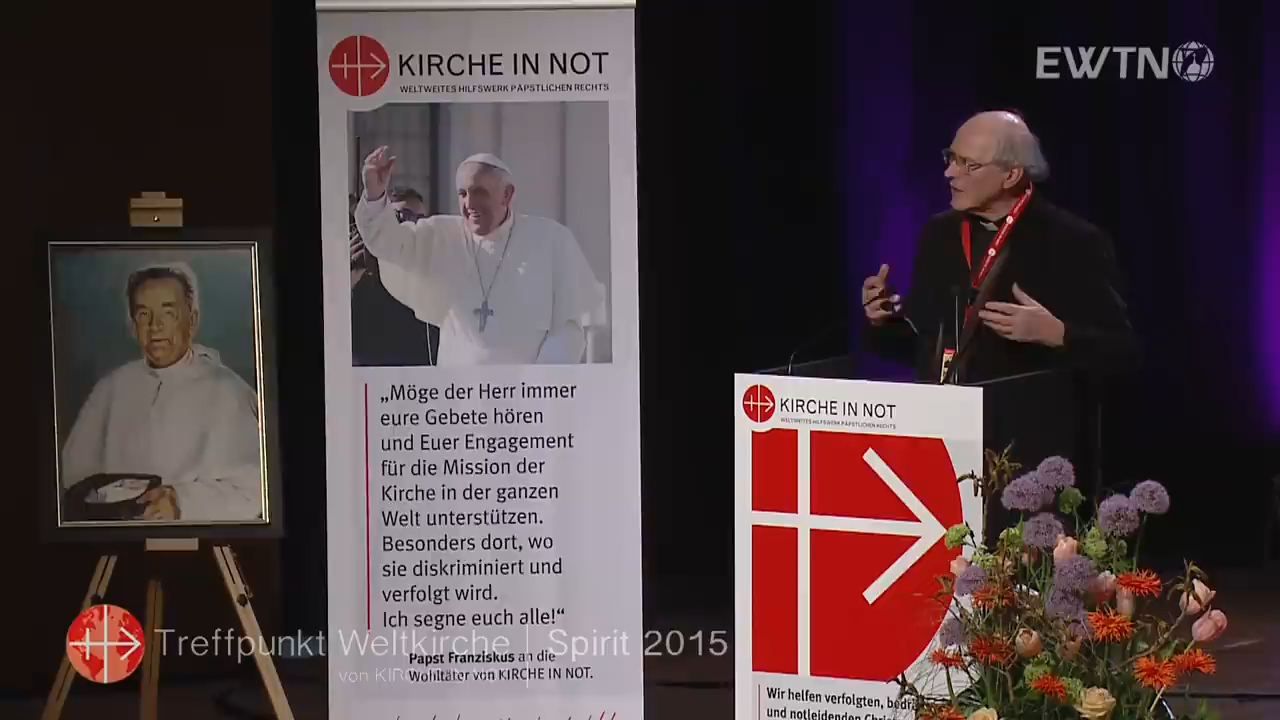 KIRCHE IN NOT
WELTWEITES HILFSWERK PÄPSTLICHEN RECHTS
EWTN
„Möge der Herr immer
eure Gebete hören
und Euer Engagement
für die Mission der
Kirche in der ganzen
Welt unterstützen.
Besonders dort, wo
sie diskriminiert und
verfolgt wird.
Ich segne euch alle!“
Papst Franziskus an die
Wohltäter von KIRCHE IN NOT.
KIRCHE IN NOT
WELTWEITES HILFSWERK PÄPSTLICHEN RECHTS
Wir helfen verfolgten,
und notleidenden
Treffpunkt Weltkirche | Spirit 2015
von